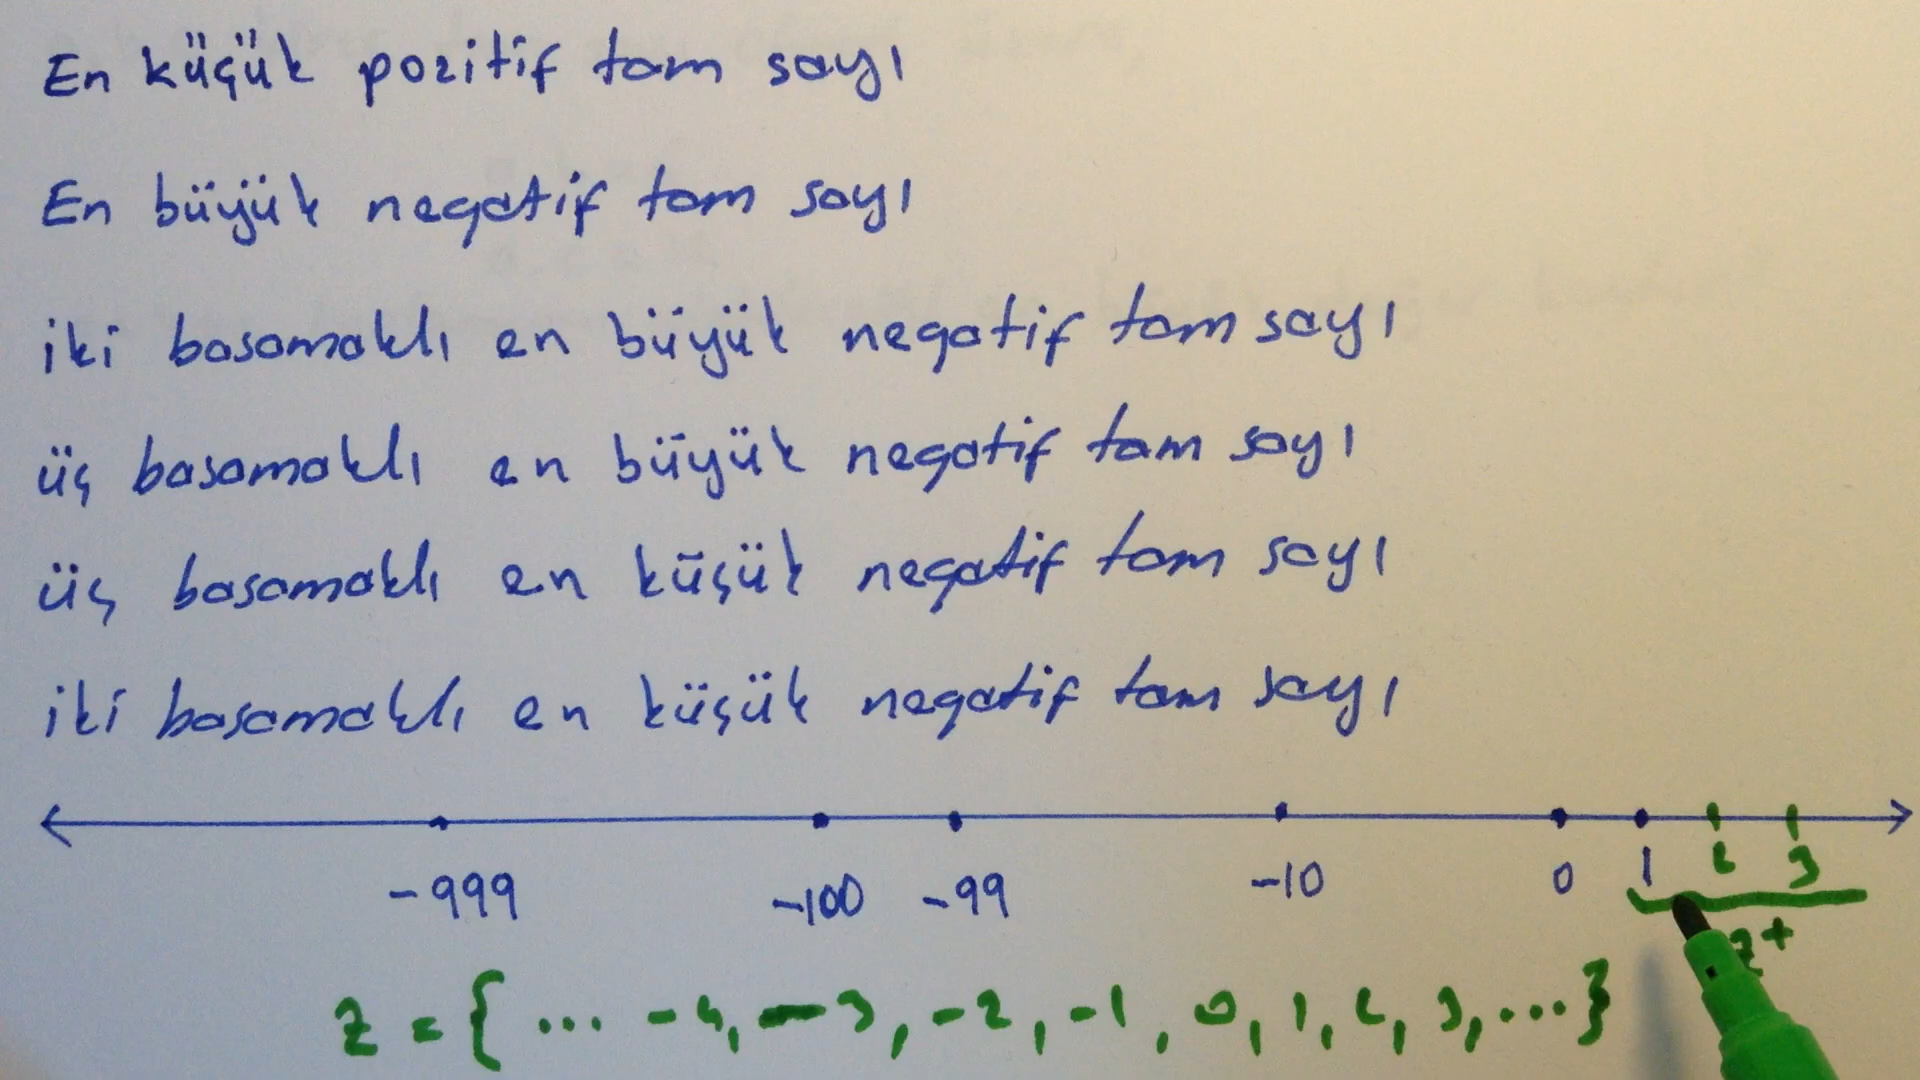 En küçük pozitif tam sayı
En büyük negatif tam sayı
iki basamaklı en büyük negatif tam sayı
üç basamaklı en büyük negatif tam sayı
üç basamaklı en küçük negatif tam sayı
iki basamaklı en küçük negatif tam sayı
-999 -100 -99 -10 0 1 2 3
Z+
Z = { ... -4, -3, -2, -1, 0, 1, 2, 3, ... }